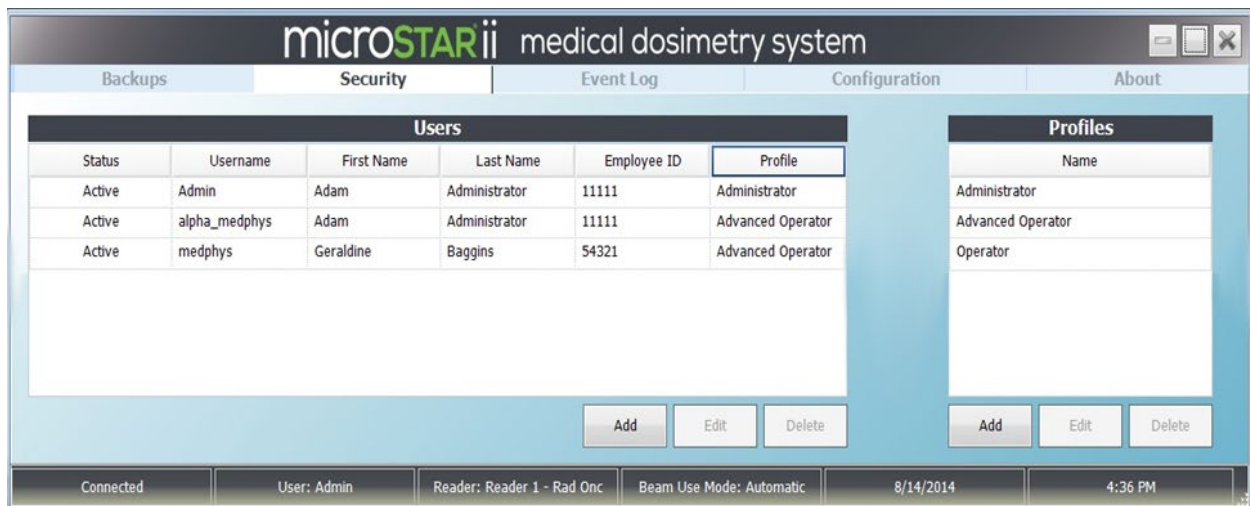 microSTAR ii medical dosimetry system
Backups Security Event Log Configuration About
Users Profiles
Status Username First Name Last Name Employee ID Profile Name
Active Admin Adam Administrator 11111 Administrator Administrator
Active alpha_medphys Adam Administrator 11111 Advanced Operator Advanced Operator
Active medphys Geraldine Baggins 54321 Advanced Operator Operator
Add Edit Delete Add Edit Delete
Connected User: Admin Reader: Reader 1 - Rad Onc Beam Use Mode: Automatic 8/14/2014 4:36 PM